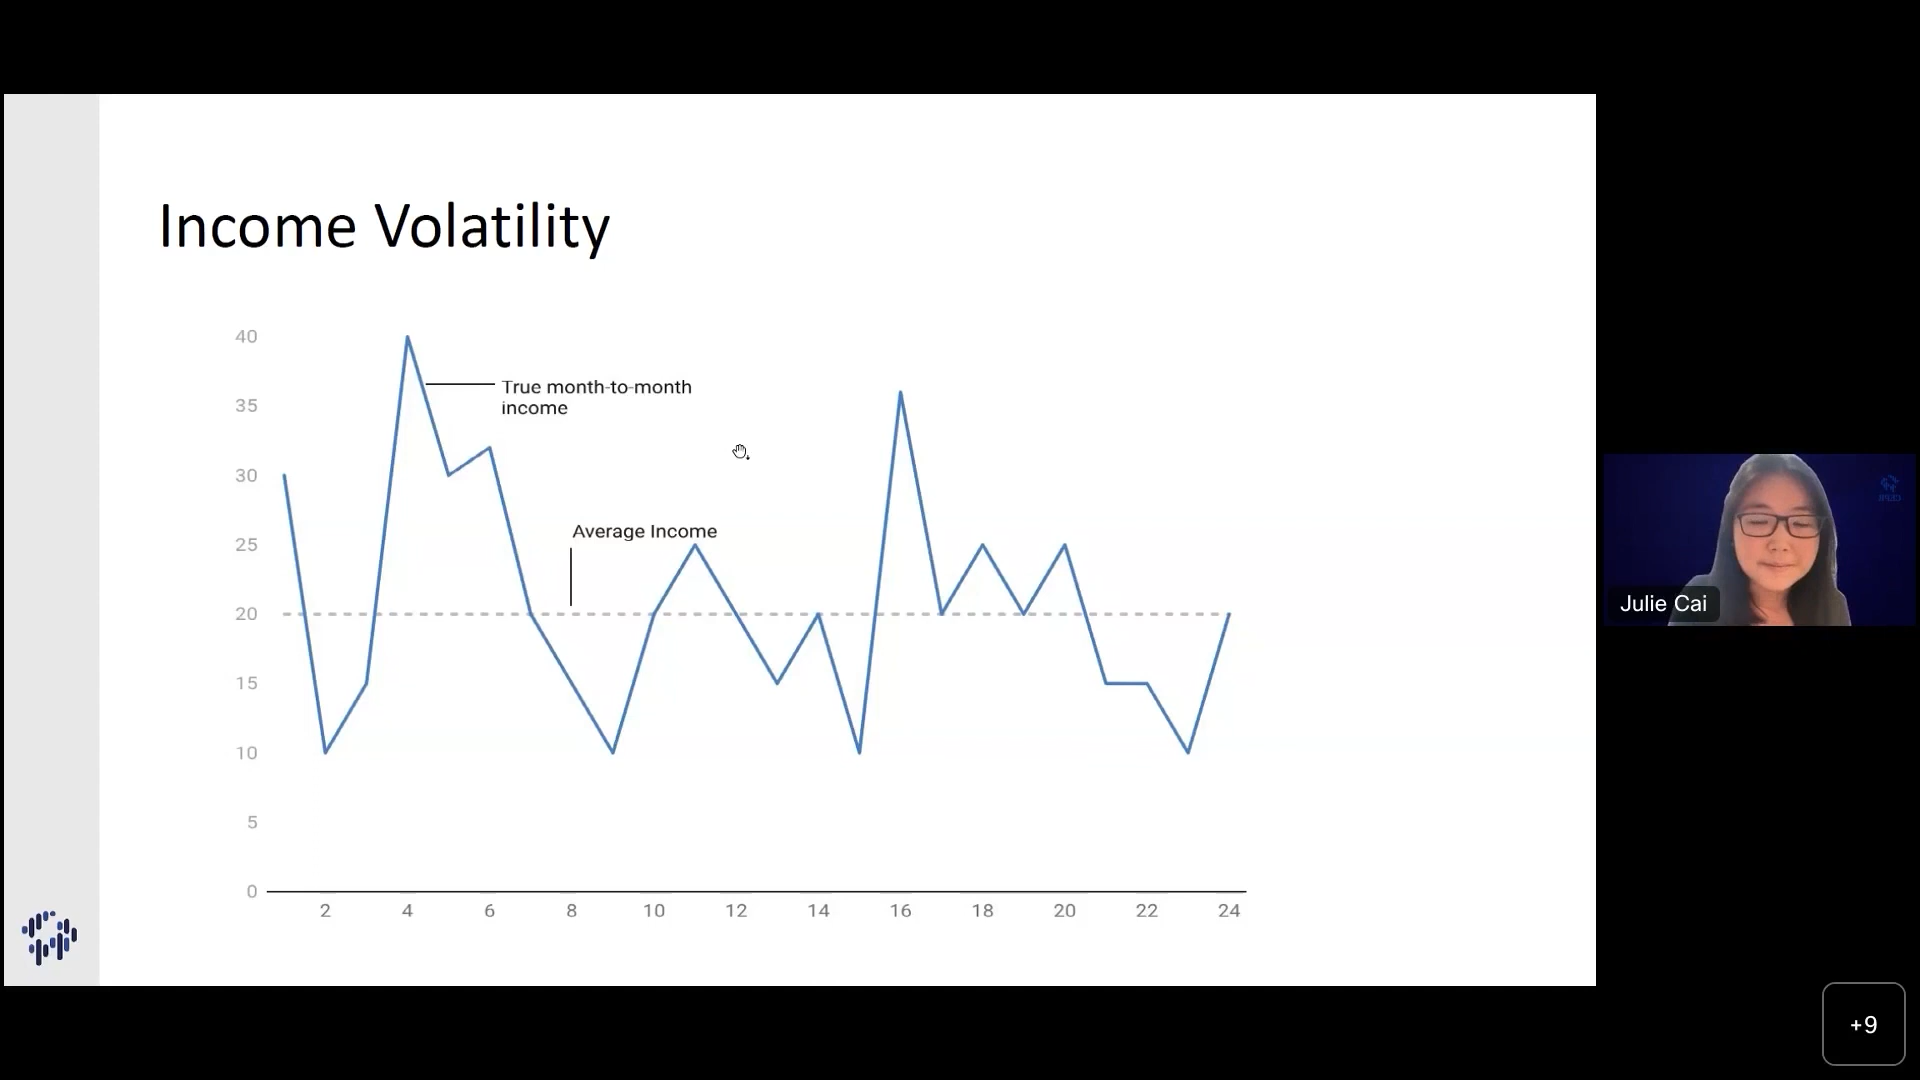 Income Volatility
40
35
30
25
20
15
10
5
0
True month-to-month
income
Average Income
2 4 6 8 10 12 14 16 18 20 22 24
Julie Cai
+9